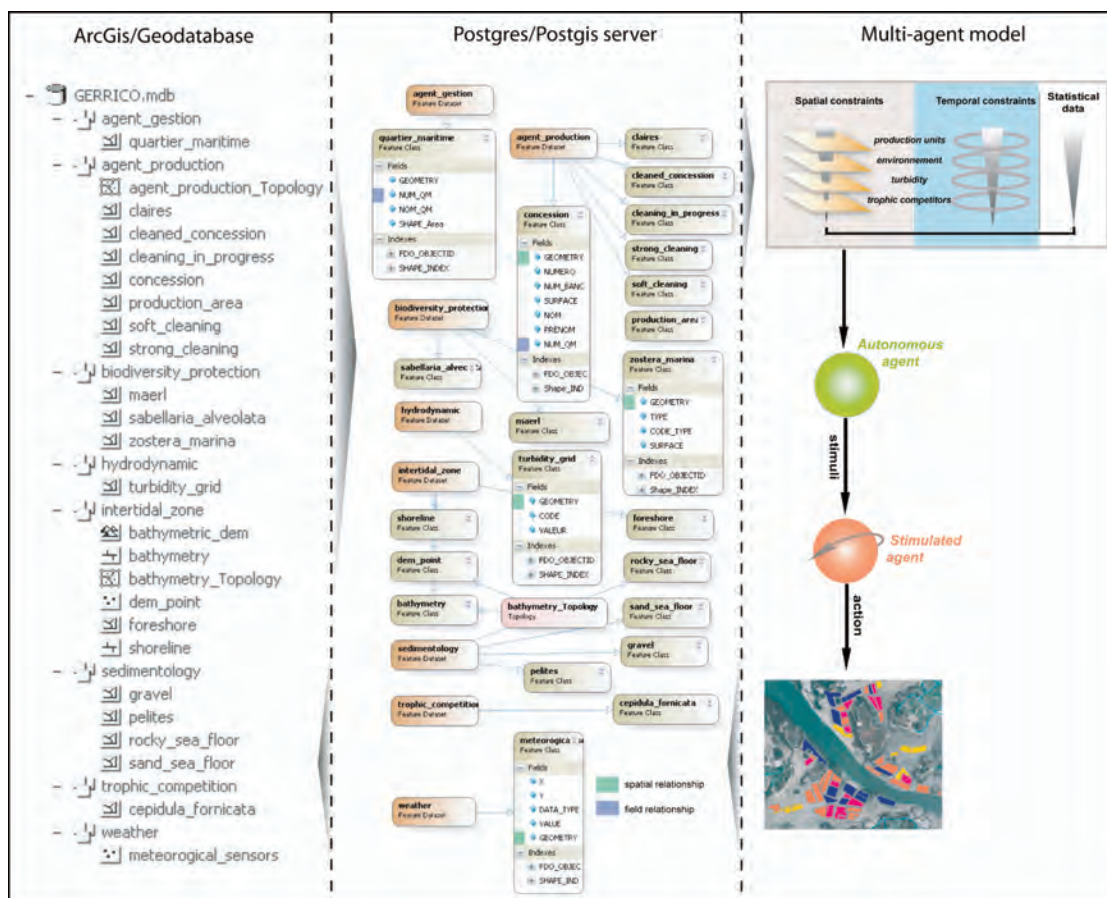 ArcGis/Geodatabase
GERRICO.mdb
agent_gestion
quartier_maritime
agent_production
agent_production_Topology
claires
cleaned_concession
cleaning_in_progress
concession
production_area
soft_cleaning
strong_cleaning
biodiversity_protection
maerl
sabellaria_alveolata
zostera_marina
hydrodynamic
turbidity_grid
intertidal_zone
bathymetric_dem
bathymetry
bathymetry_Topology
dem_point
foreshore
shoreline
sedimentology
gravel
pelites
rocky_sea_floor
sand_sea_floor
trophic_competition
cepidula_fornicata
weather
meteorogical_sensors
Postgres/Postgis server
agent_gestion
Feature Dataset
quartier_maritime
Feature Class
Fields
GEOMETRY
NUM_QM
NOM_QM
SHAPE_Area
Indexes
FDO_OBJECTID
SHAPE_INDEX
agent_production
Feature Dataset
claires
Feature Class
cleaned_concession
Feature Class
cleaning_in_progress
Feature Class
strong_cleaning
Feature Class
soft_cleaning
Feature Class
production_area
Feature Class
concession
Feature Class
Fields
GEOMETRY
NUMERO
NUM_BANC
SURFACE
NOM
PRENOM
NUM_QM
Indexes
FDO_OBJEC
Shape_IND
biodiversity_protection
Feature Dataset
sabellaria_alvec
Feature Class
zostera_marina
Feature Class
Fields
GEOMETRY
TYPE
CODE_TYPE
SURFACE
Indexes
FDO_OBJECTID
Shape_INDEX
hydrodynamic
Feature Dataset
maerl
Feature Class
turbidity_grid
Feature Class
Fields
GEOMETRY
CODE
VALEUR
Indexes
FDO_OBJECTID
SHAPE_INDEX
intertidal_zone
Feature Dataset
shoreline
Feature Class
foreshore
Feature Class
dem_point
Feature Class
rocky_sea_floor
Feature Class
bathymetry
Feature Class
bathymetry_Topology
Topology
sand_sea_floor
Feature Class
sedimentology
Feature Dataset
gravel
Feature Class
pelites
Feature Class
trophic_competition
Feature Dataset
cepidula_fornicata
Feature Class
meteorogica
Feature Class
Fields
X
Y
DATA_TYPE
VALUE
GEOMETRY
Indexes
FDO_OBJEC
SHAPE_IND
weather
Feature Dataset
spatial relationship
field relationship
Multi-agent model
Spatial constraints
Temporal constraints
Statistical
data
production units
environnement
turbidity
trophic competitors
Autonomous
agent
stimuli
Stimulated
agent
action